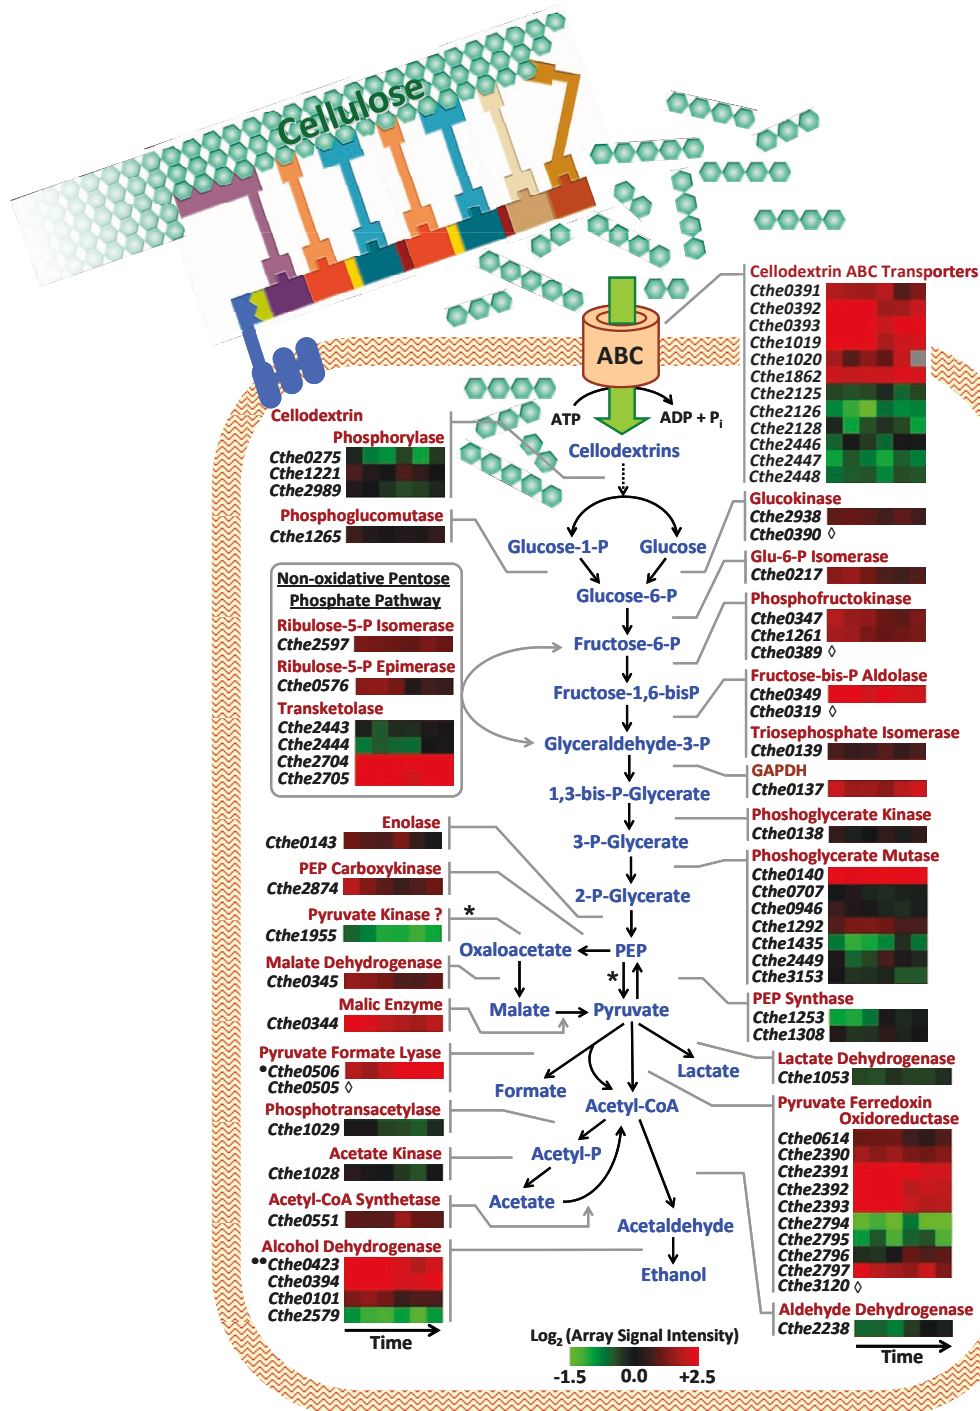 Cellulose
Cellodextrin ABC Transporters
Cthe0391
Cthe0392
Cthe0393
Cthe1019
Cthe1020
Cthe1862
Cthe2125
Cthe2126
Cthe2128
Cthe2446
Cthe2447
Cthe2448
ABC
ATP
ADP + Pi
Cellodextrins
Cellodextrin
Phosphorylase
Cthe0275
Cthe1221
Cthe2989
Phosphoglucomutase
Cthe1265
Glucose-1-P
Glucose
Glucokinase
Cthe2938
Cthe0390 ◊
Glucose-6-P
Glu-6-P Isomerase
Cthe0217
Non-oxidative Pentose
Phosphate Pathway
Ribulose-5-P Isomerase
Cthe2597
Ribulose-5-P Epimerase
Cthe0576
Transketolase
Cthe2443
Cthe2444
Cthe2704
Cthe2705
Fructose-6-P
Phosphofructokinase
Cthe0347
Cthe1261
Cthe0389 ◊
Fructose-1,6-bisP
Fructose-bis-P Aldolase
Cthe0349
Cthe0319 ◊
Glyceraldehyde-3-P
Triosephosphate Isomerase
Cthe0139
GAPDH
Cthe0137
1,3-bis-P-Glycerate
Phoshoglycerate Kinase
Cthe0138
3-P-Glycerate
Phoshoglycerate Mutase
Cthe0140
Cthe0707
Cthe0946
Cthe1292
Cthe1435
Cthe2449
Cthe3153
2-P-Glycerate
Enolase
Cthe0143
PEP Carboxykinase
Cthe2874
Pyruvate Kinase ?
*
Cthe1955
Oxaloacetate
PEP
*
Malate Dehydrogenase
Cthe0345
Malic Enzyme
Cthe0344
Malate
Pyruvate
PEP Synthase
Cthe1253
Cthe1308
Pyruvate Formate Lyase
•Cthe0506
Cthe0505 ◊
Formate
Lactate
Lactate Dehydrogenase
Cthe1053
Acetyl-CoA
Phosphotransacetylase
Cthe1029
Acetyl-P
Acetate Kinase
Cthe1028
Acetate
Acetyl-CoA Synthetase
Cthe0551
Pyruvate Ferredoxin
Oxidoreductase
Cthe0614
Cthe2390
Cthe2391
Cthe2392
Cthe2393
Cthe2794
Cthe2795
Cthe2796
Cthe2797
Cthe3120 ◊
Acetaldehyde
Ethanol
Alcohol Dehydrogenase
••Cthe0423
Cthe0394
Cthe0101
Cthe2579
Time
Aldehyde Dehydrogenase
Cthe2238
Time
Log2 (Array Signal Intensity)
-1.5 0.0 +2.5